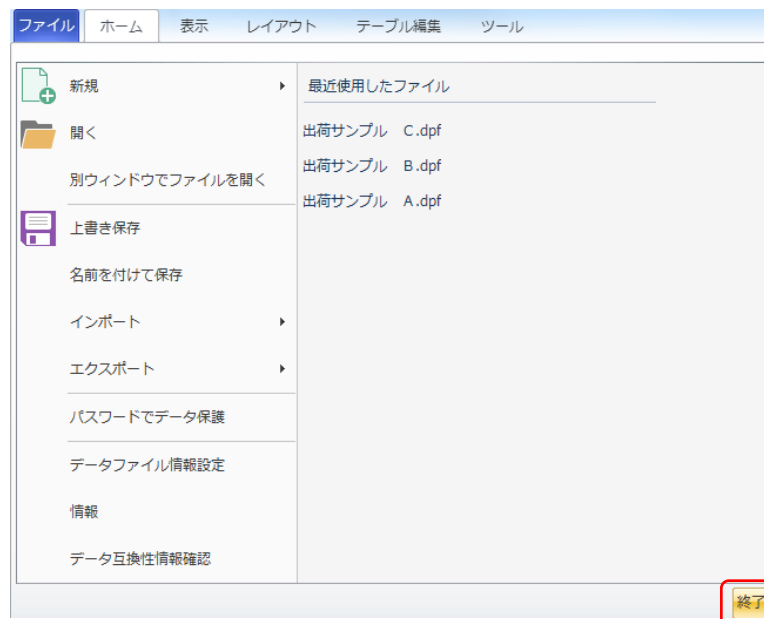 ファイル ホーム 表示 レイアウト テーブル編集 ツール
新規
開く
別ウィンドウでファイルを開く
上書き保存
名前を付けて保存
インポート
エクスポート
パスワードでデータ保護
データファイル情報設定
情報
データ互換性情報確認
最近使用したファイル
出荷サンプル　C.dpf
出荷サンプル　B.dpf
出荷サンプル　A.dpf
終了